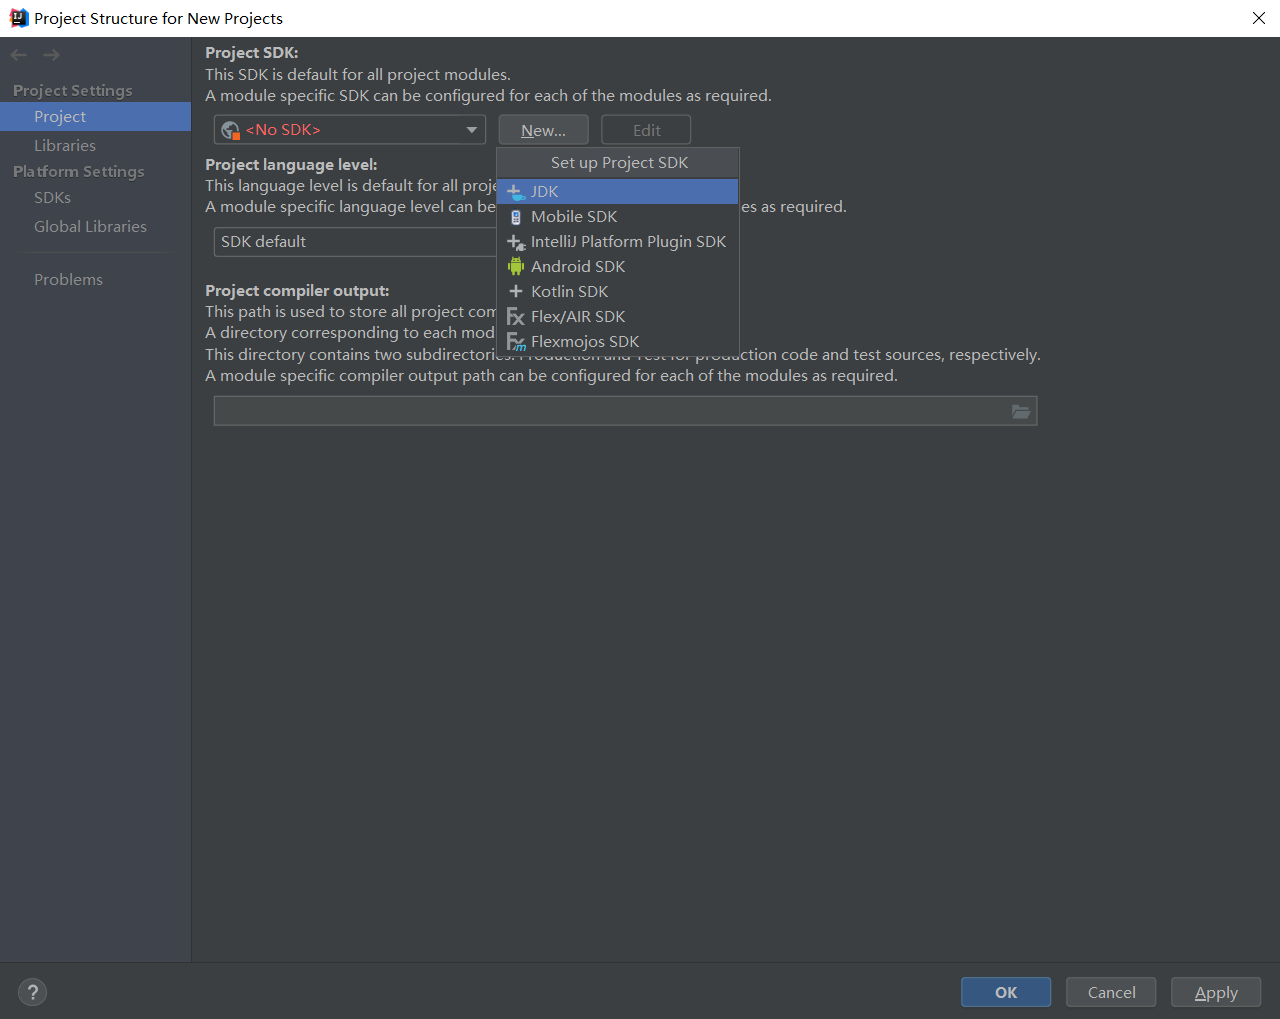 Project Structure for New Projects
Project Settings
Project
Libraries
Platform Settings
SDKs
Global Libraries
Problems
Project SDK:
This SDK is default for all project modules.
A module specific SDK can be configured for each of the modules as required.
<No SDK>
New...
Edit
Set up Project SDK
JDK
Mobile SDK
IntelliJ Platform Plugin SDK
Android SDK
Kotlin SDK
Flex/AIR SDK
Flexmojos SDK
Project language level:
This language level is default for all proje
A module specific language level can be es as required.
SDK default
Project compiler output:
This path is used to store all project com
A directory corresponding to each mod
This directory contains two subdirectories: Production and Test for production code and test sources, respectively.
A module specific compiler output path can be configured for each of the modules as required.
?
OK
Cancel
Apply